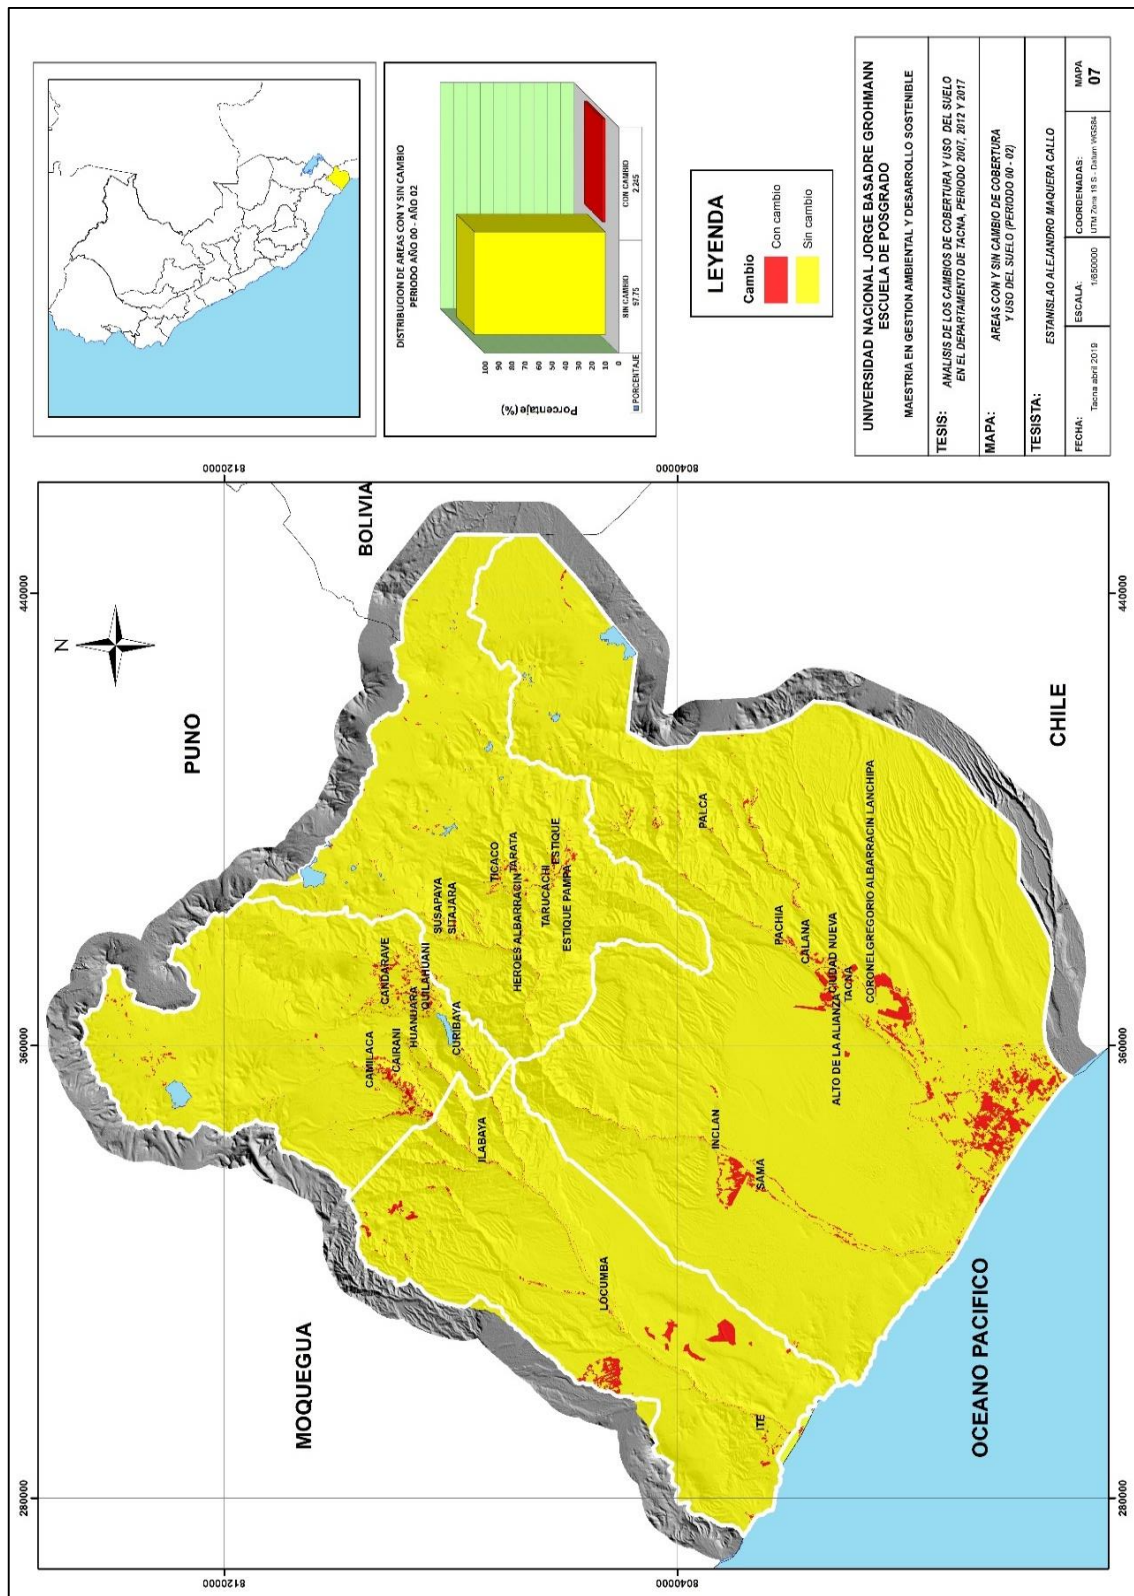 8120000
8040000
280000
360000
440000
N
PUNO
BOLIVIA
MOQUEGUA
CHILE
OCEANO PACIFICO
CAMILACA
CAIRANI
CANDARAVE
HUANUARA
QUILAHUANI
CURIBAYA
SUSAPAYA
SITAJARA
TICACO
TARATA
HEROES ALBARRACIN
TARUCACHI
ESTIQUE
ESTIQUE PAMPA
ILABAYA
LOCUMBA
ITE
INCLAN
SAMA
PALCA
PACHIA
CALANA
CIUDAD NUEVA
ALTO DE LA ALIANZA
TACNA
CORONEL GREGORIO ALBARRACIN LANCHIPA
280000
360000
440000
8120000
8040000
DISTRIBUCION DE AREAS CON Y SIN CAMBIO
PERIODO AÑO 00 - AÑO 02
Porcentaje (%)
100
90
80
70
60
50
40
30
20
10
0
SIN CAMBIO
CON CAMBIO
PORCENTAJE
97.75
2.245
LEYENDA
Cambio
Con cambio
Sin cambio
UNIVERSIDAD NACIONAL JORGE BASADRE GROHMANN
ESCUELA DE POSGRADO
MAESTRIA EN GESTION AMBIENTAL Y DESARROLLO SOSTENIBLE
TESIS: ANALISIS DE LOS CAMBIOS DE COBERTURA Y USO DEL SUELO
EN EL DEPARTAMENTO DE TACNA, PERIODO 2007, 2012 Y 2017
MAPA: AREAS CON Y SIN CAMBIO DE COBERTURA
Y USO DEL SUELO (PERIODO 00 - 02)
TESISTA: ESTANISLAO ALEJANDRO MAQUERA CALLO
FECHA: Tacna abril 2019
ESCALA: 1/650000
COORDENADAS: UTM Zona 19 S - Datum WGS84
MAPA 07